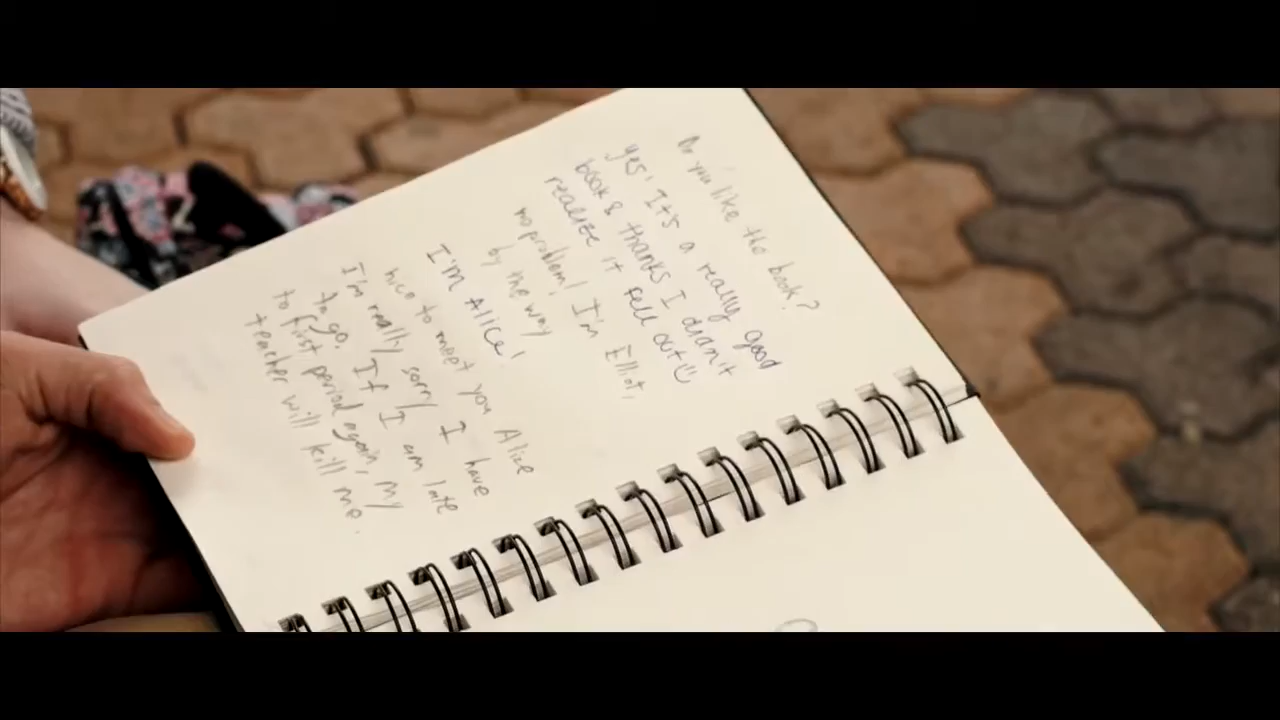 Do you like the book?
yes! It's a really good
book & thanks I didn't
realize it fell out
no problem! I'm Elliot,
by the way
I'm Alice!
nice to meet you Alice
I'm really sorry I have
to go. If I am late
to first period again, my
teacher will kill me.